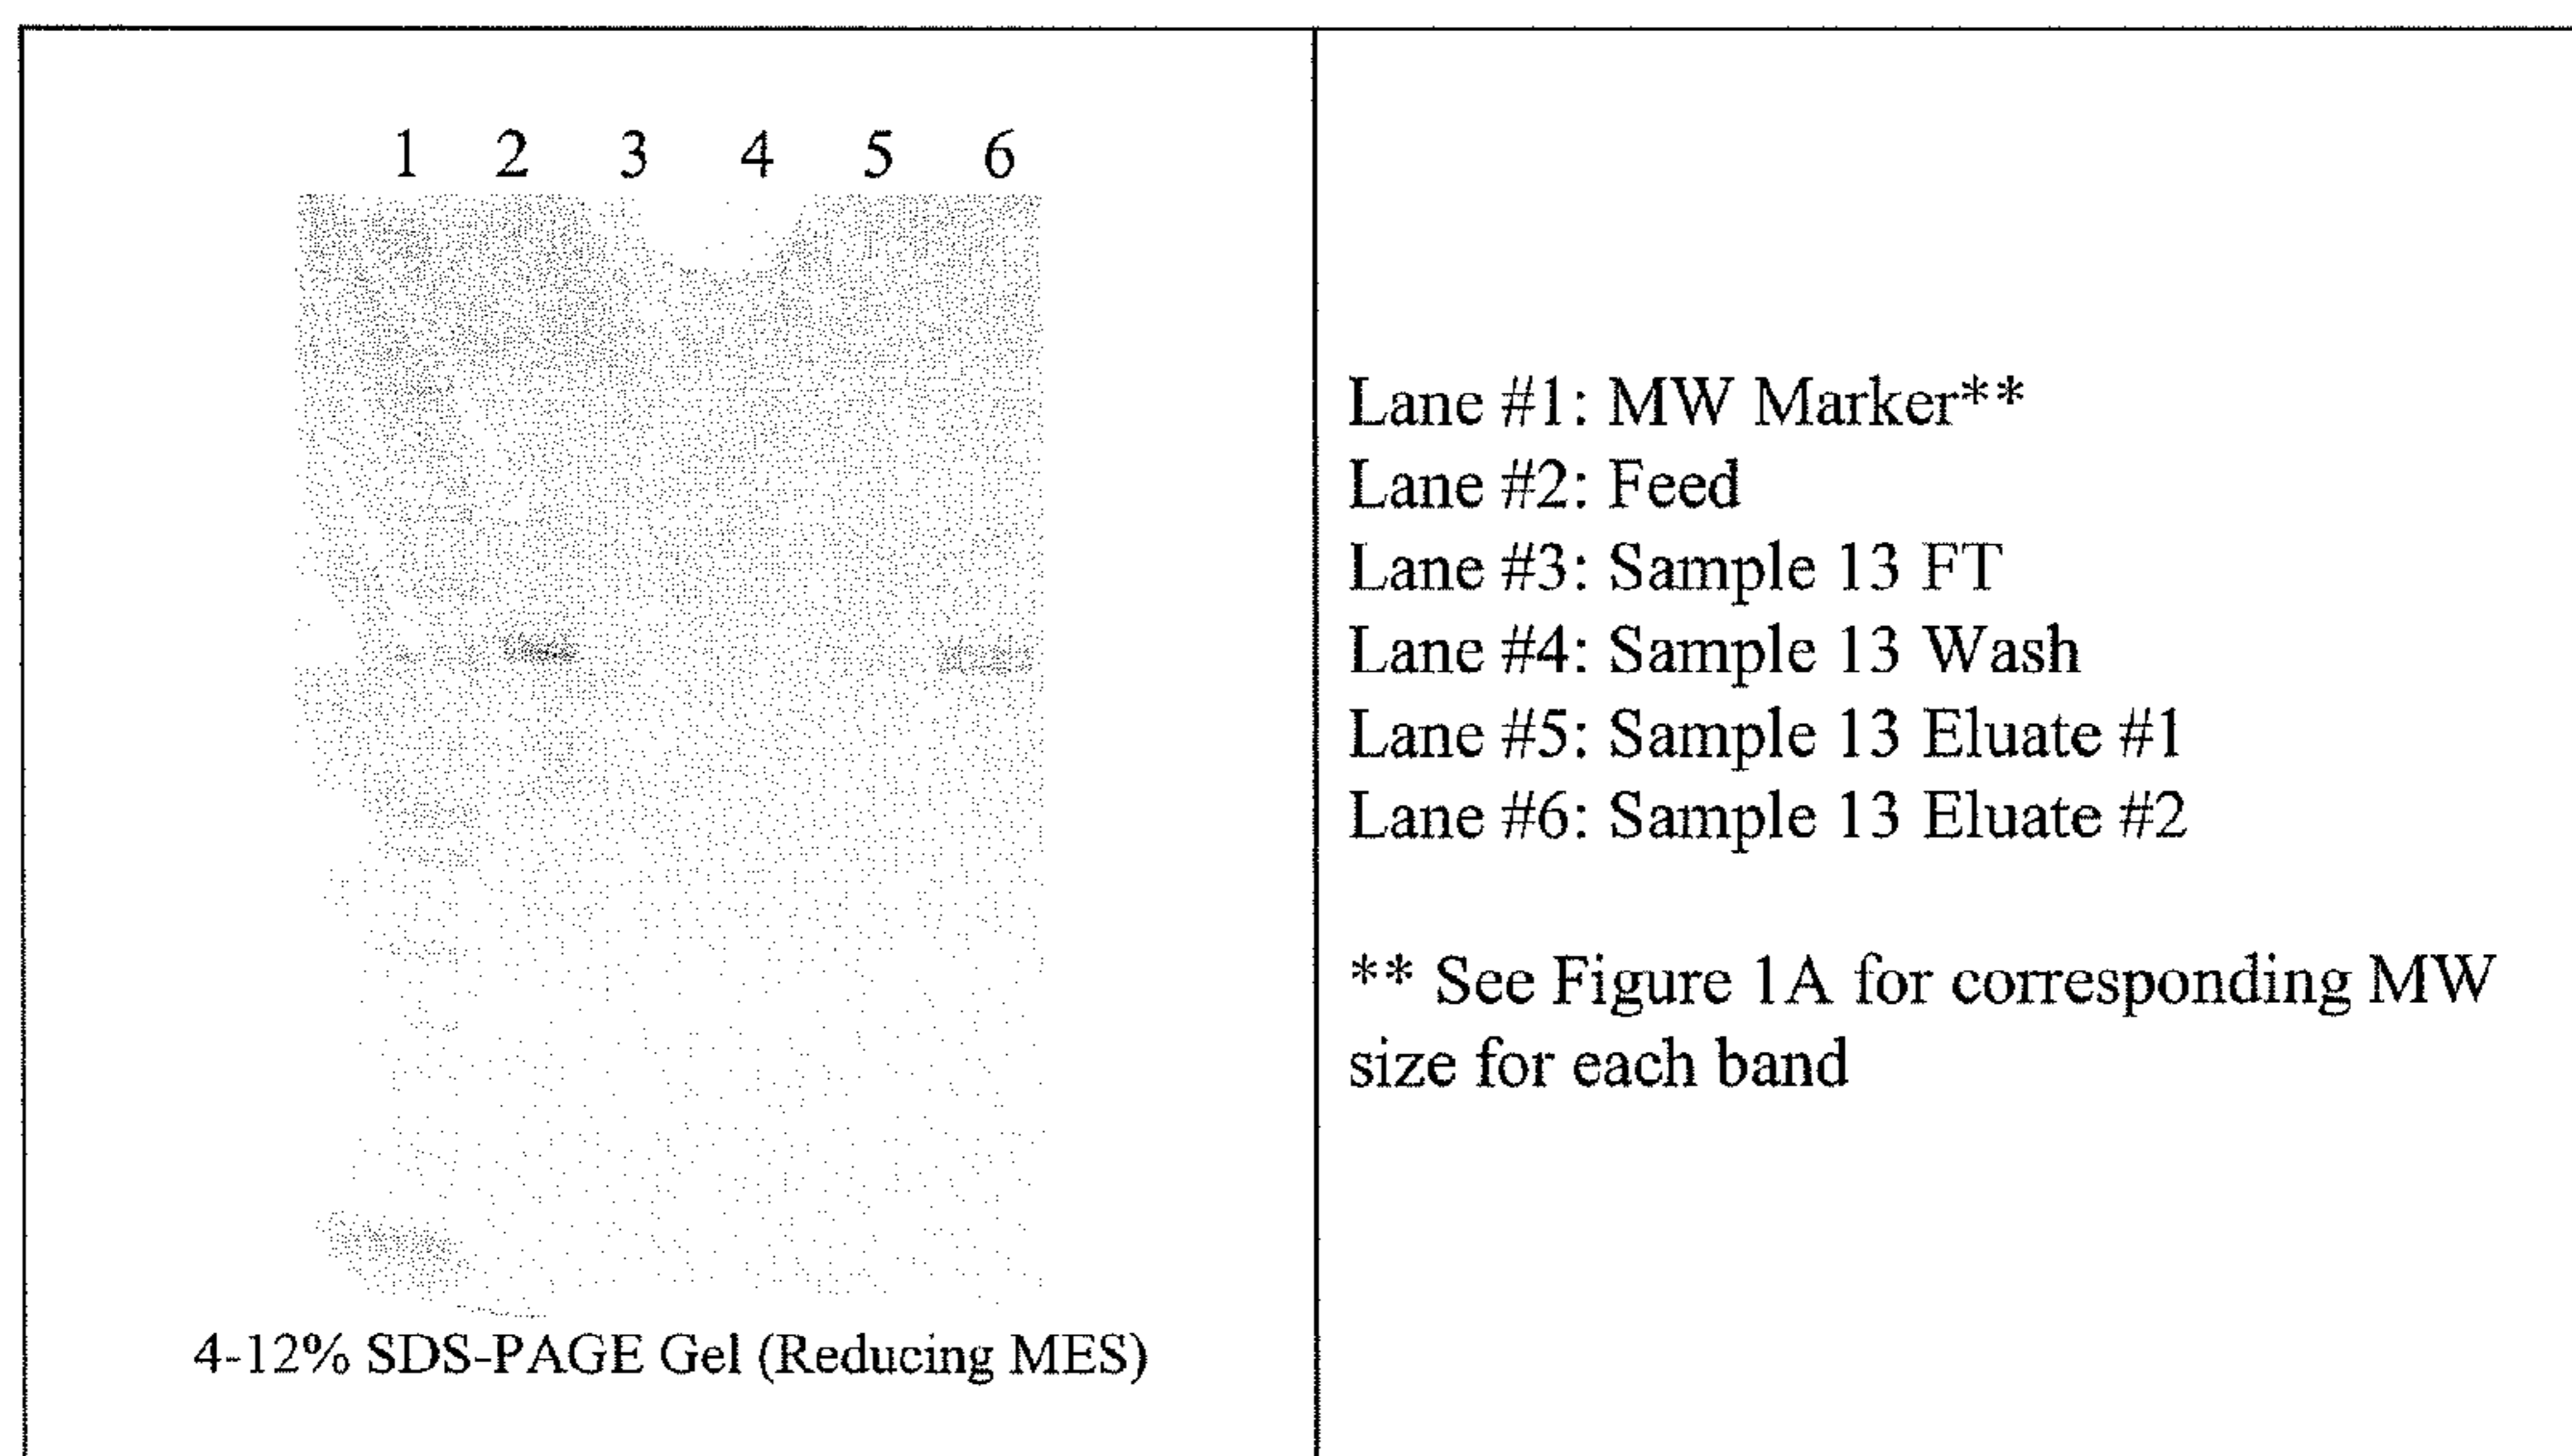 1 2 3 4 5 6
4-12% SDS-PAGE Gel (Reducing MES)
Lane #1: MW Marker**
Lane #2: Feed
Lane #3: Sample 13 FT
Lane #4: Sample 13 Wash
Lane #5: Sample 13 Eluate #1
Lane #6: Sample 13 Eluate #2
** See Figure 1A for corresponding MW
size for each band